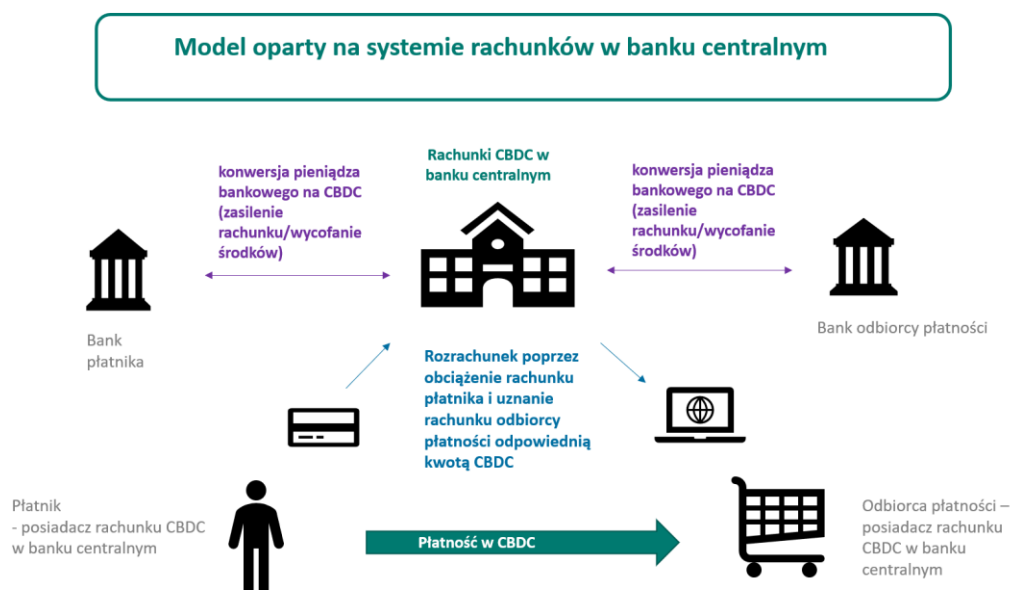 Model oparty na systemie rachunków w banku centralnym
konwersja pieniądza
bankowego na CBDC
(zasilenie
rachunku/wycofanie
środków)
Rachunki CBDC w
banku centralnym
konwersja pieniądza
bankowego na CBDC
(zasilenie
rachunku/wycofanie
środków)
Bank
płatnika
Bank odbiorcy płatności
Rozrachunek poprzez
obciążenie rachunku
płatnika i uznanie
rachunku odbiorcy
płatności odpowiednią
kwotą CBDC
Płatnik
- posiadacz rachunku CBDC
w banku centralnym
Płatność w CBDC
Odbiorca płatności –
posiadacz rachunku
CBDC w banku
centralnym